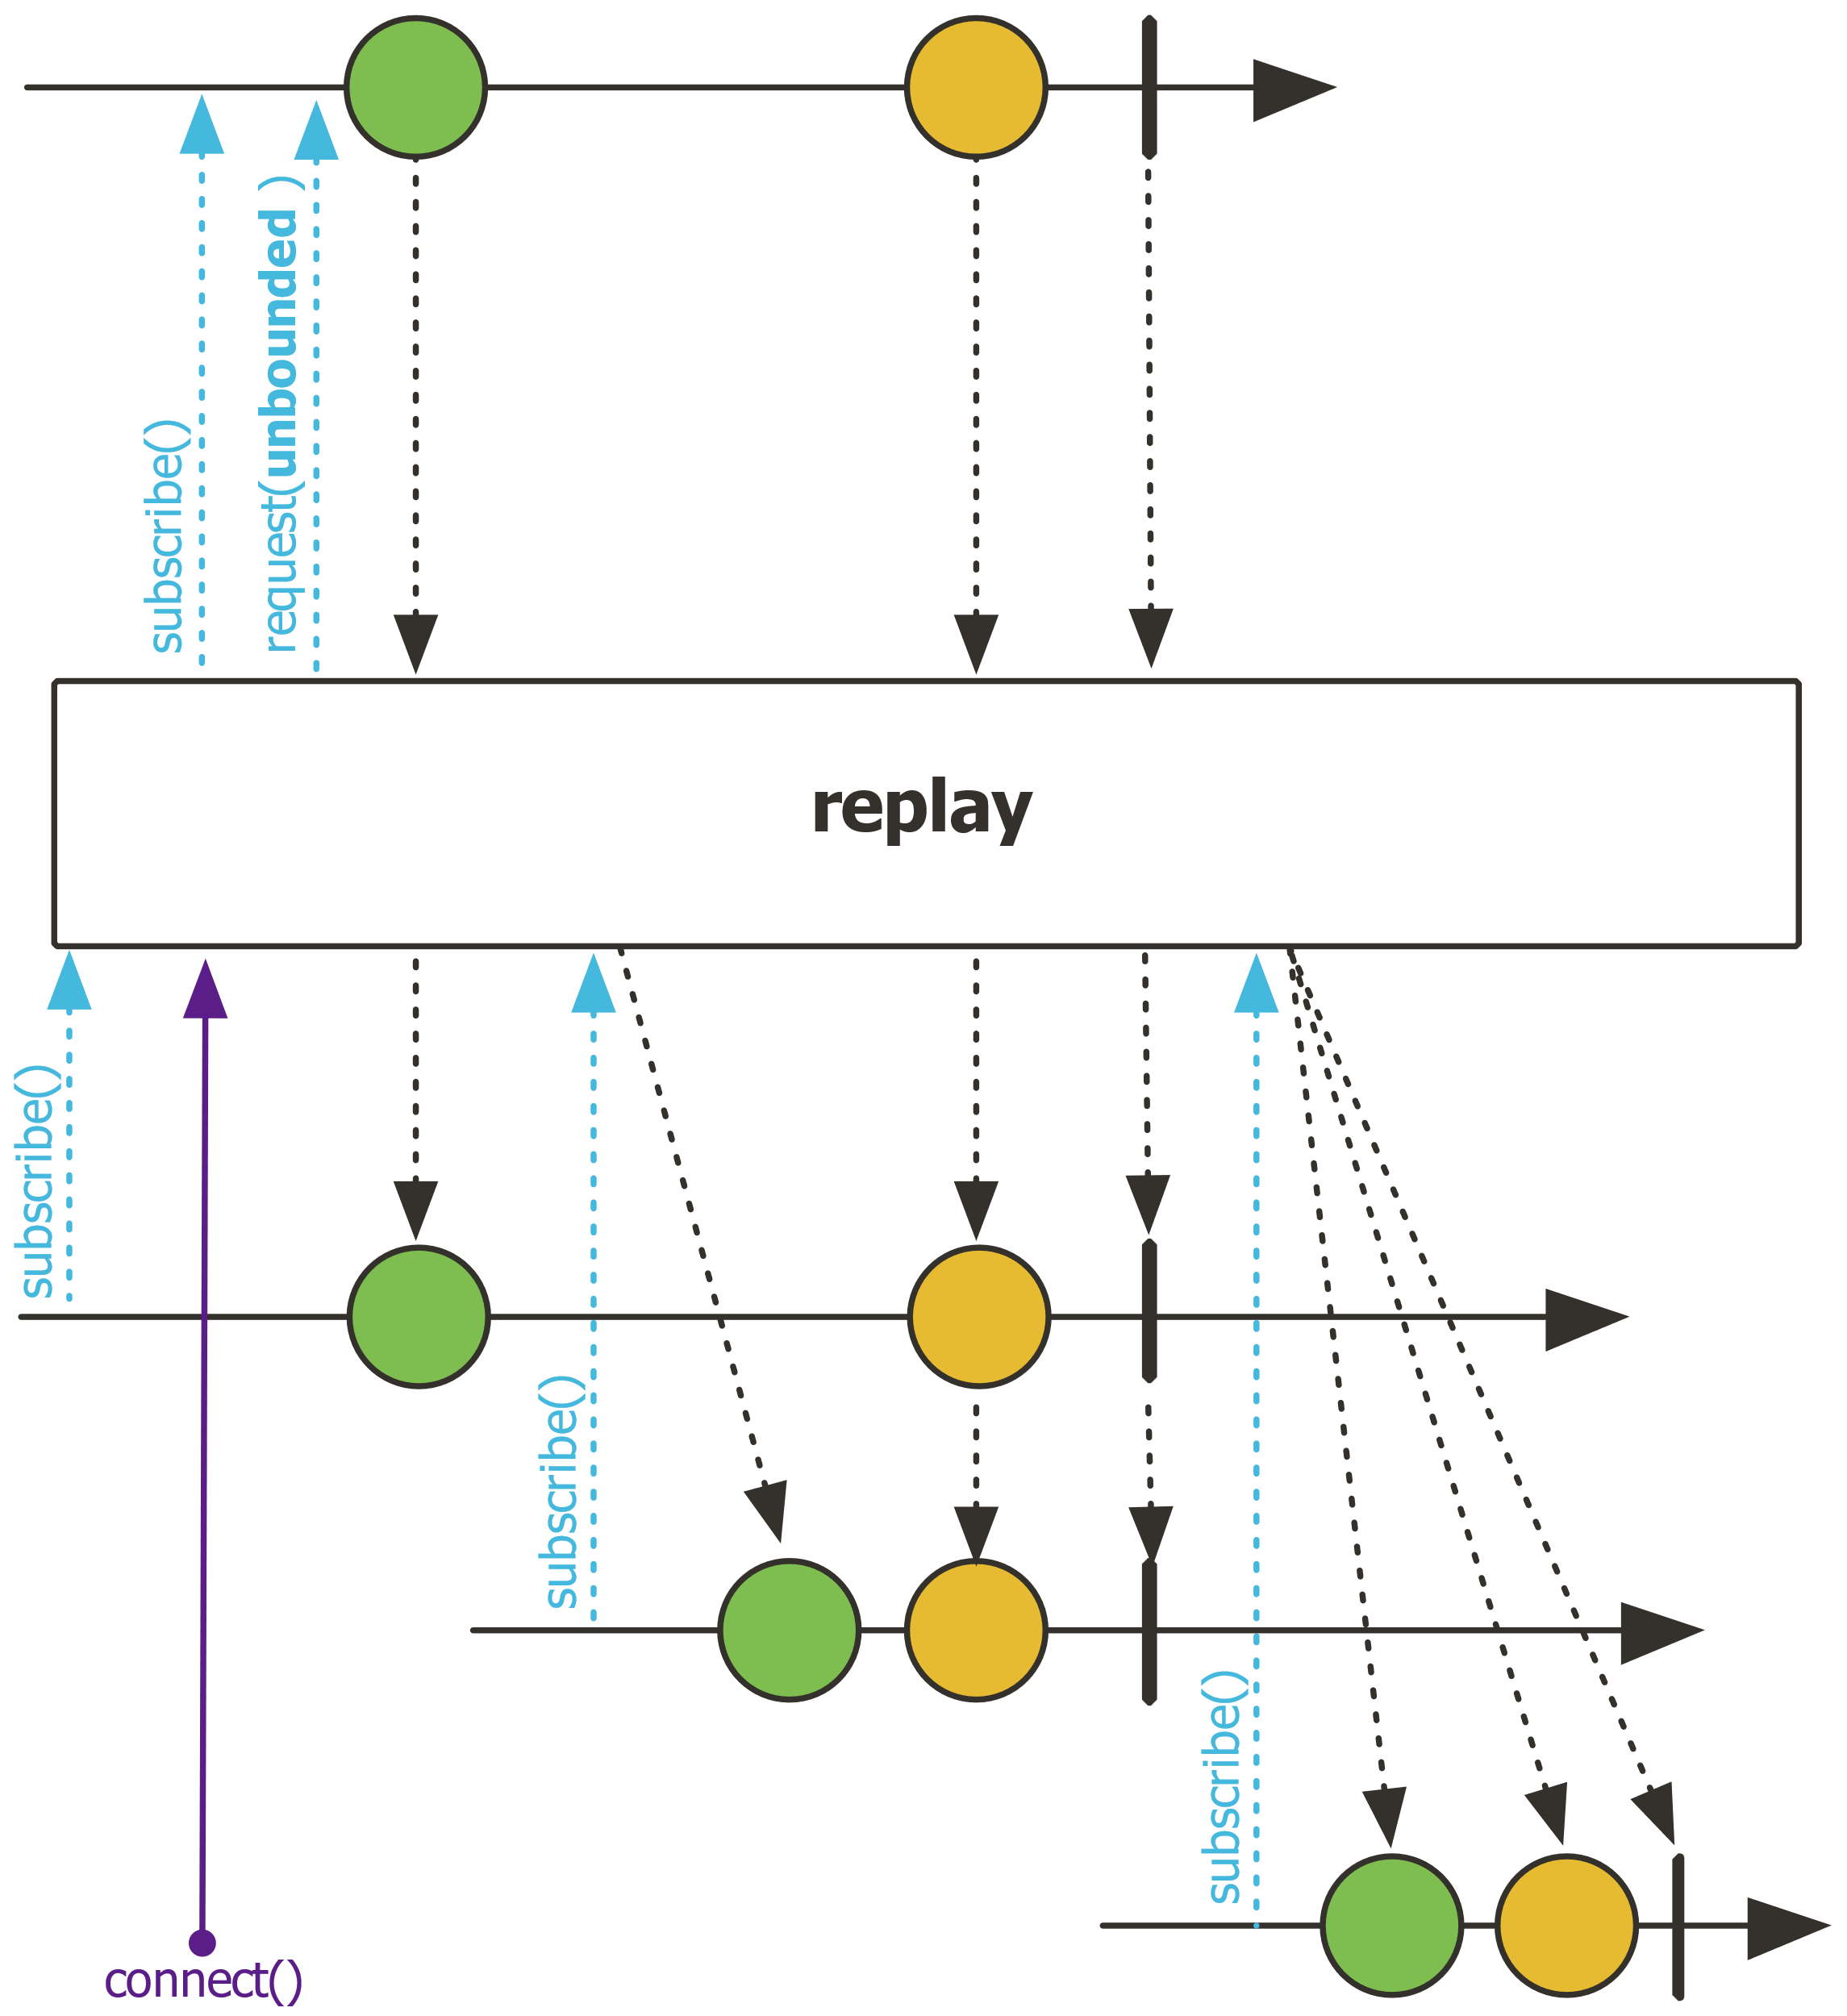 subscribe()
request(unbounded )
replay
subscribe()
subscribe()
subscribe()
connect()